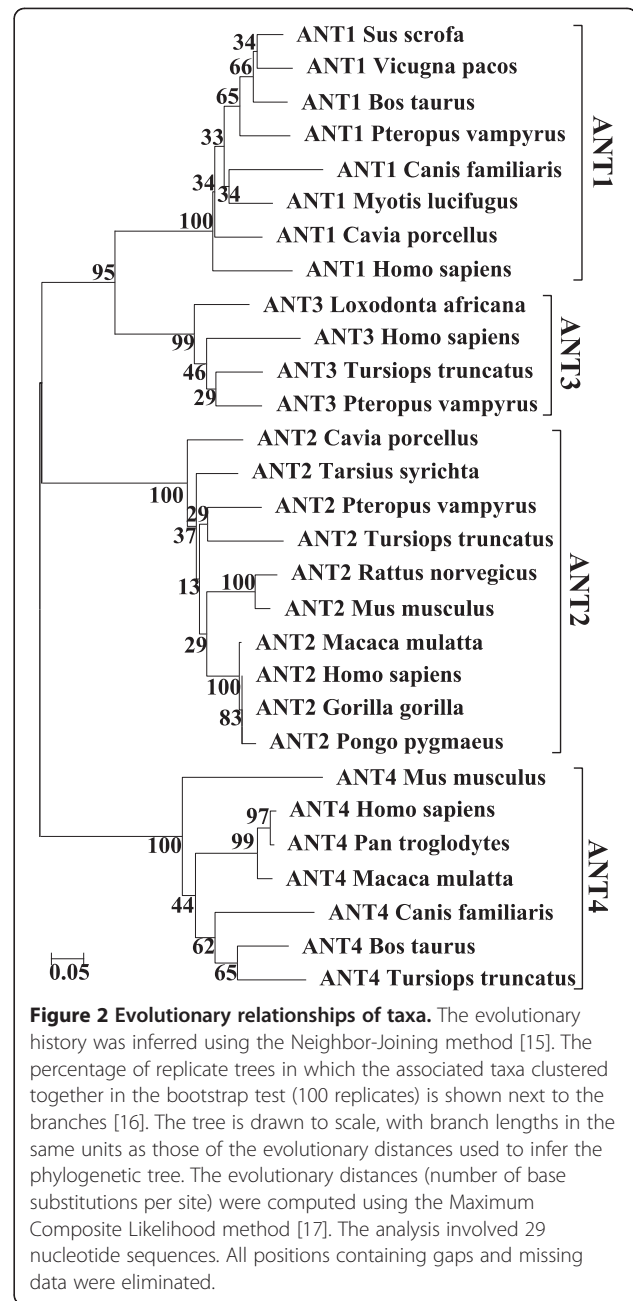 34
ANT1 Sus scrofa
66
ANT1 Vicugna pacos
65
ANT1 Bos taurus
33
ANT1 Pteropus vampyrus
34
34
ANT1 Canis familiaris
ANT1 Myotis lucifugus
100
ANT1 Cavia porcellus
ANT1 Homo sapiens
ANT1
95
ANT3 Loxodonta africana
99
ANT3 Homo sapiens
46
ANT3 Tursiops truncatus
29
ANT3 Pteropus vampyrus
ANT3
ANT2 Cavia porcellus
100
ANT2 Tarsius syrichta
29
ANT2 Pteropus vampyrus
37
ANT2 Tursiops truncatus
13
100
ANT2 Rattus norvegicus
ANT2 Mus musculus
29
ANT2 Macaca mulatta
100
ANT2 Homo sapiens
83
ANT2 Gorilla gorilla
ANT2 Pongo pygmaeus
ANT2
ANT4 Mus musculus
100
97
ANT4 Homo sapiens
99
ANT4 Pan troglodytes
ANT4 Macaca mulatta
44
ANT4 Canis familiaris
62
ANT4 Bos taurus
65
ANT4 Tursiops truncatus
ANT4
0.05
Figure 2 Evolutionary relationships of taxa. The evolutionary
history was inferred using the Neighbor-Joining method [15]. The
percentage of replicate trees in which the associated taxa clustered
together in the bootstrap test (100 replicates) is shown next to the
branches [16]. The tree is drawn to scale, with branch lengths in the
same units as those of the evolutionary distances used to infer the
phylogenetic tree. The evolutionary distances (number of base
substitutions per site) were computed using the Maximum
Composite Likelihood method [17]. The analysis involved 29
nucleotide sequences. All positions containing gaps and missing
data were eliminated.